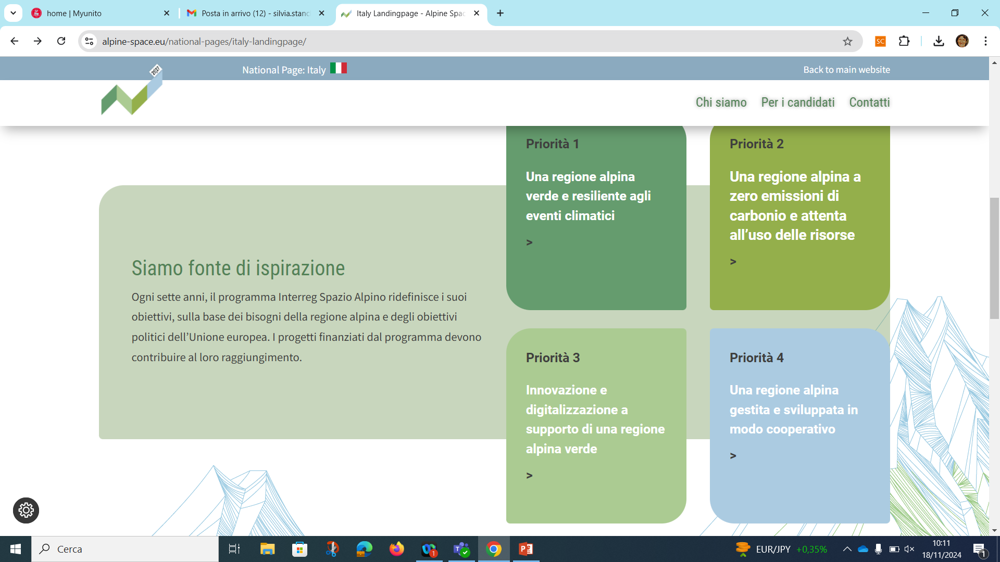 home | Myunito
Posta in arrivo (12) - silvia.stanc
Italy Landingpage - Alpine Spac
alpine-space.eu/national-pages/italy-landingpage/
SC
National Page: Italy
Back to main website
21|27
Chi siamo
Per i candidati
Contatti
Priorità 1
Una regione alpina
verde e resiliente agli
eventi climatici
>
Priorità 2
Una regione alpina a
zero emissioni di
carbonio e attenta
all’uso delle risorse
>
Siamo fonte di ispirazione
Ogni sette anni, il programma Interreg Spazio Alpino ridefinisce i suoi
obiettivi, sulla base dei bisogni della regione alpina e degli obiettivi
politici dell’Unione europea. I progetti finanziati dal programma devono
contribuire al loro raggiungimento.
Priorità 3
Innovazione e
digitalizzazione a
supporto di una regione
alpina verde
>
Priorità 4
Una regione alpina
gestita e sviluppata in
modo cooperativo
>
Cerca
1
EUR/JPY +0,35%
10:11
18/11/2024
1